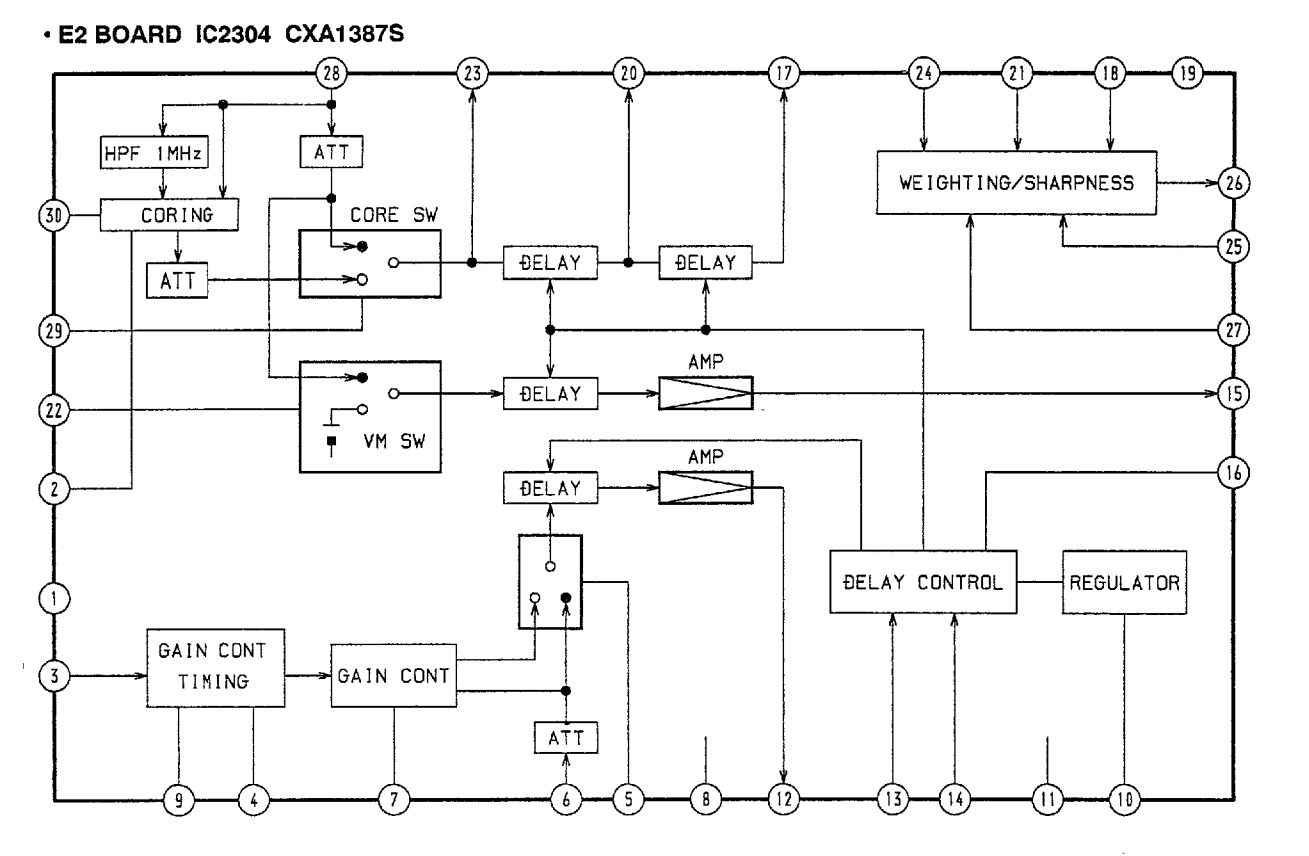 · E2 BOARD IC2304 CXA1387S
28 23 20 17 24 21 18 19
HPF 1MHz
ATT
WEIGHTING/SHARPNESS
26
30
CORING
CORE SW
25
ATT
DELAY
DELAY
29
27
AMP
22
DELAY
15
VM SW
AMP
2
DELAY
16
1
DELAY CONTROL
REGULATOR
GAIN CONT
TIMING
3
GAIN CONT
ATT
9 4 7 6 5 8 12 13 14 11 10